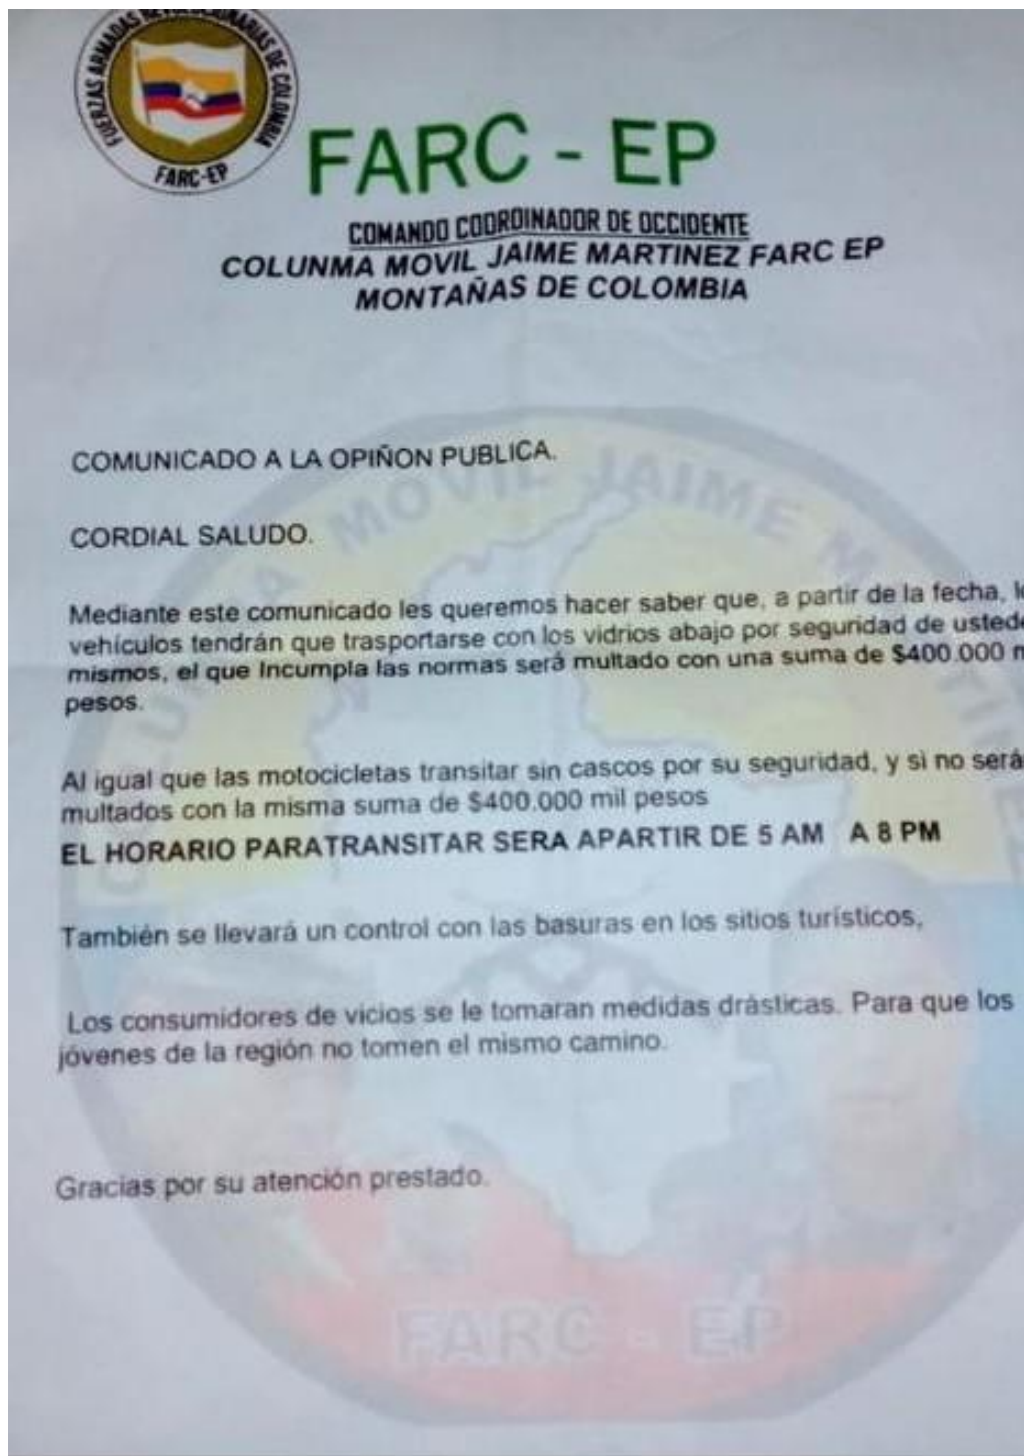 FUERZAS ARMADAS REVOLUCIONARIAS DE COLOMBIA
FARC-EP
FARC - EP
COMANDO COORDINADOR DE OCCIDENTE
COLUNMA MOVIL JAIME MARTINEZ FARC EP
MONTAÑAS DE COLOMBIA
COMUNICADO A LA OPIÑON PUBLICA.
CORDIAL SALUDO.
Mediante este comunicado les queremos hacer saber que, a partir de la fecha,
vehículos tendrán que trasportarse con los vidrios abajo por seguridad de
mismos, el que Incumpla las normas será multado con una suma de $400.000
pesos.
Al igual que las motocicletas transitar sin cascos por su seguridad, y sì no será
multados con la misma suma de $400.000 mil pesos
EL HORARIO PARATRANSITAR SERA APARTIR DE 5 AM A 8 PM
También se llevará un control con las basuras en los sitios turísticos,
Los consumidores de vicios se le tomaran medidas drásticas. Para que los
jóvenes de la región no tomen el mismo camino.
Gracias por su atención prestado.
MOVIL JAIME
FARC - EP